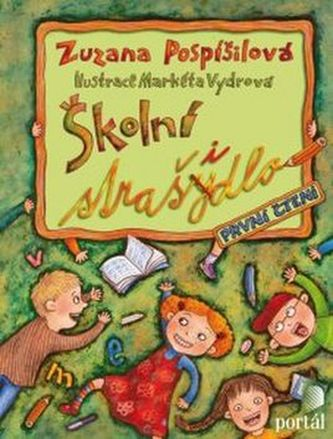 Zuzana Pospíšilová
Ilustrace Markéta Vydrová
Školní
strašidlo
PRVNÍ ČTENÍ
v
e
m
portál